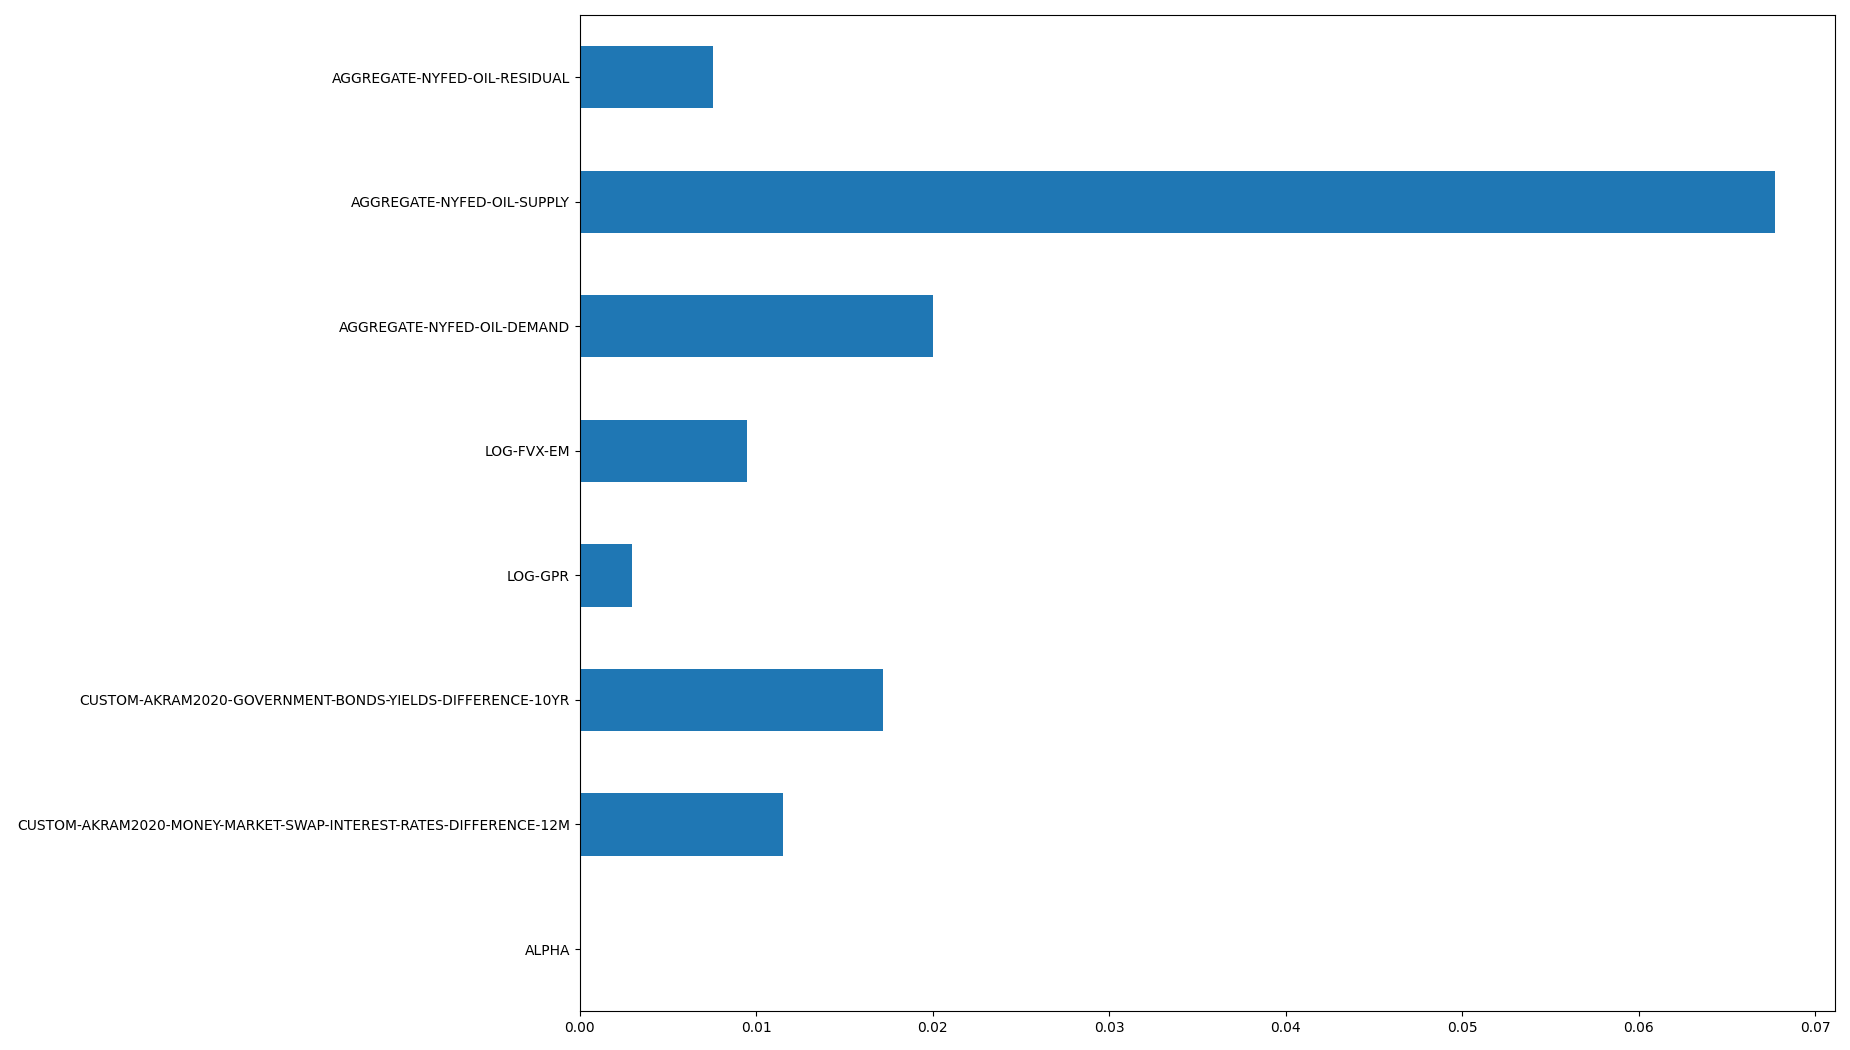 AGGREGATE-NYFED-OIL-RESIDUAL
AGGREGATE-NYFED-OIL-SUPPLY
AGGREGATE-NYFED-OIL-DEMAND
LOG-FVX-EM
LOG-GPR
CUSTOM-AKRAM2020-GOVERNMENT-BONDS-YIELDS-DIFFERENCE-10YR
CUSTOM-AKRAM2020-MONEY-MARKET-SWAP-INTEREST-RATES-DIFFERENCE-12M
ALPHA
0.00 0.01 0.02 0.03 0.04 0.05 0.06 0.07